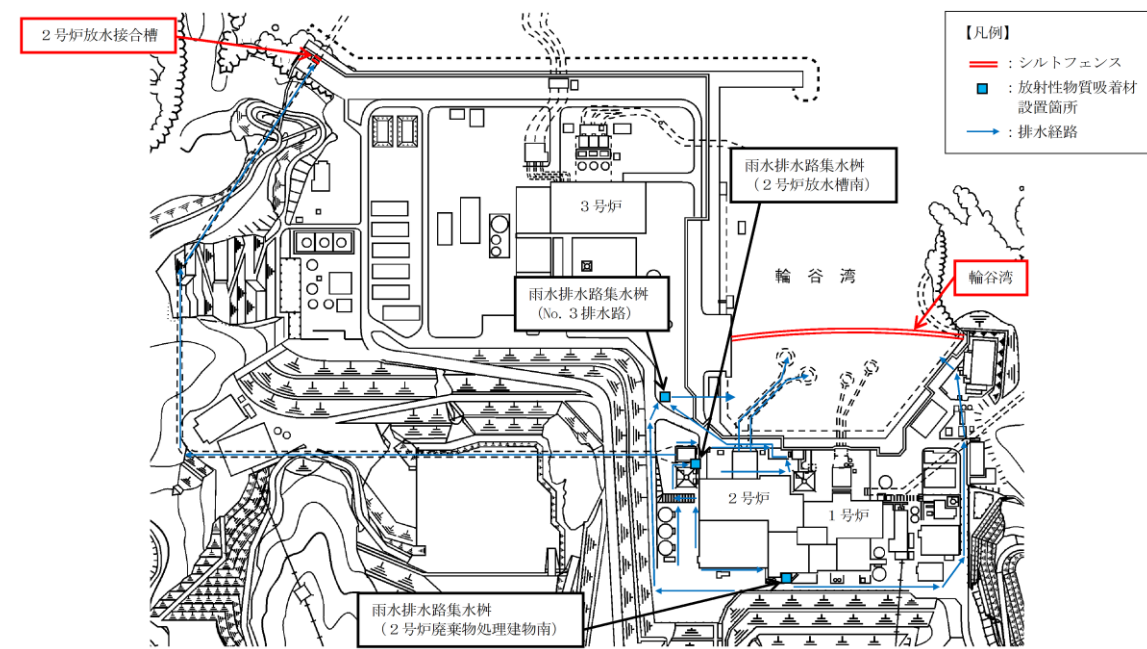 ２号炉放水接合槽
【凡例】
：シルトフェンス
：放射性物質吸着材
設置箇所
：排水経路
雨水排水路集水桝
（２号炉放水槽南）
３号炉
輪谷湾
輪谷湾
雨水排水路集水桝
(No.３排水路)
２号炉
１号炉
雨水排水路集水桝
（２号炉廃棄物処理建物南）